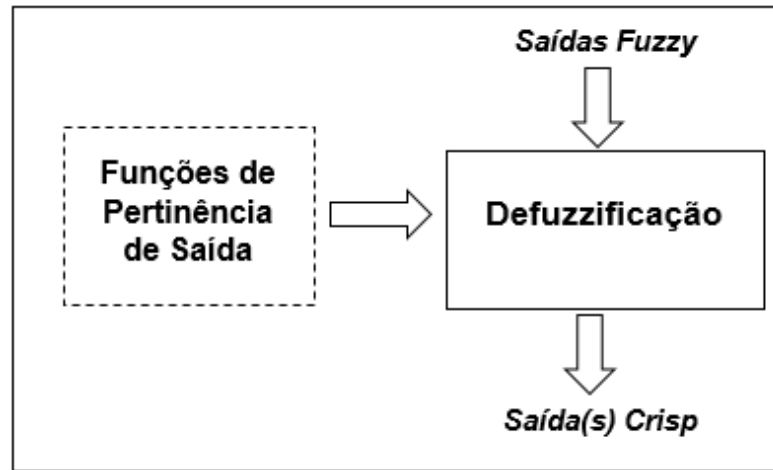 Saídas Fuzzy
Funções de
Pertinência
de Saída
Defuzzificação
Saída(s) Crisp